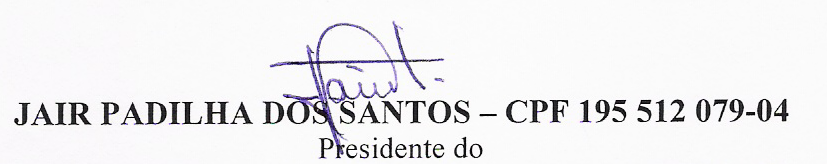 JAIR PADILHA DOS SANTOS – CPF 195 512 079-04
Presidente do